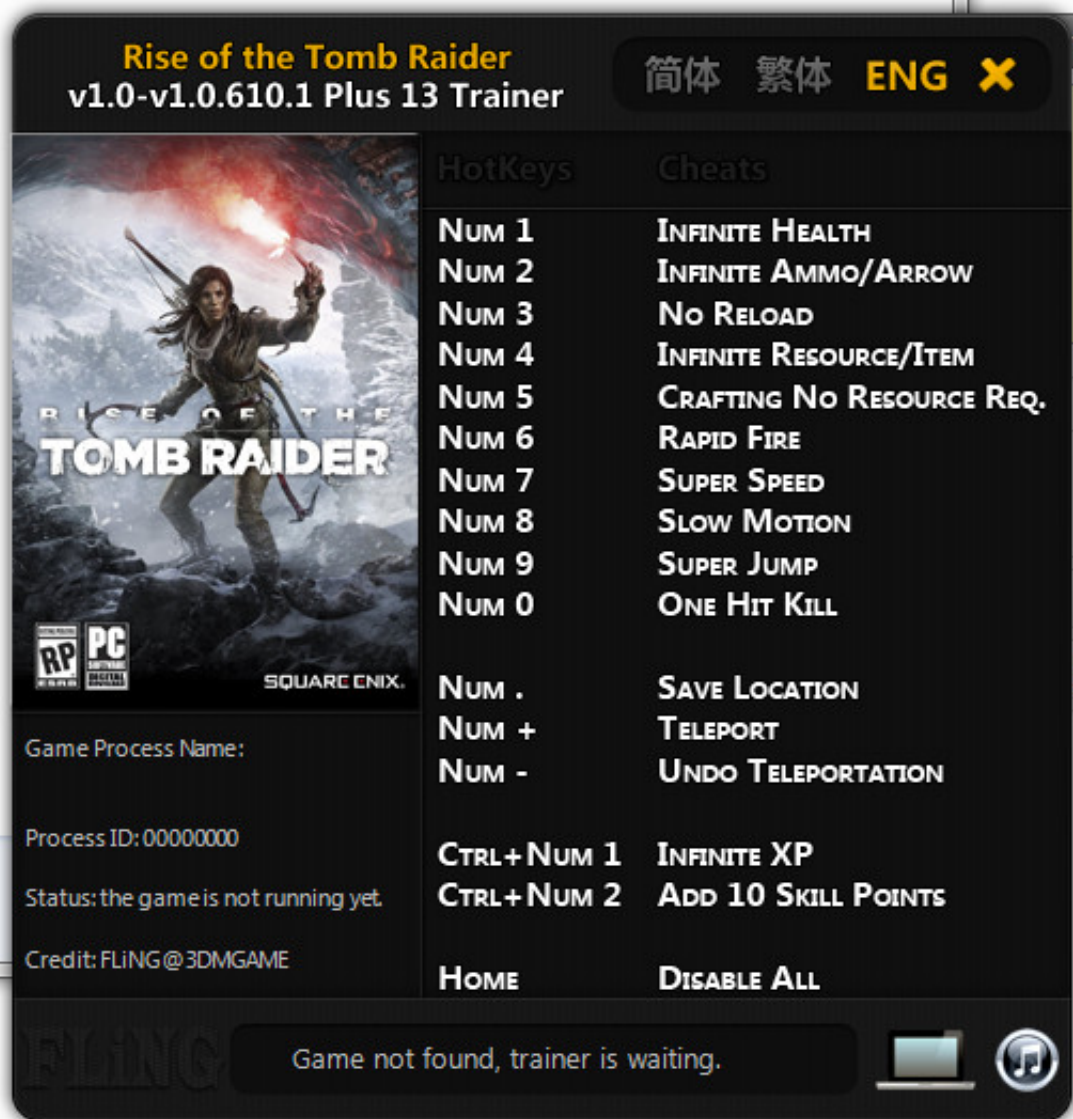 Rise of the Tomb Raider
v1.0-v1.0.610.1 Plus 13 Trainer
简体 繁体 ENG
RISE OF THE
TOMB RAIDER
RP
ESRB
PC
SOFTWARE
DIGITAL
SQUARE ENIX.
Game Process Name:
Process ID: 00000000
Status: the game is not running yet.
Credit: FLiNG@3DMGAME
HotKeys Cheats
NUM 1 INFINITE HEALTH
NUM 2 INFINITE AMMO/ARROW
NUM 3 NO RELOAD
NUM 4 INFINITE RESOURCE/ITEM
NUM 5 CRAFTING NO RESOURCE REQ.
NUM 6 RAPID FIRE
NUM 7 SUPER SPEED
NUM 8 SLOW MOTION
NUM 9 SUPER JUMP
NUM 0 ONE HIT KILL
NUM . SAVE LOCATION
NUM + TELEPORT
NUM - UNDO TELEPORTATION
CTRL+NUM 1 INFINITE XP
CTRL+NUM 2 ADD 10 SKILL POINTS
HOME DISABLE ALL
FLiNG
Game not found, trainer is waiting.